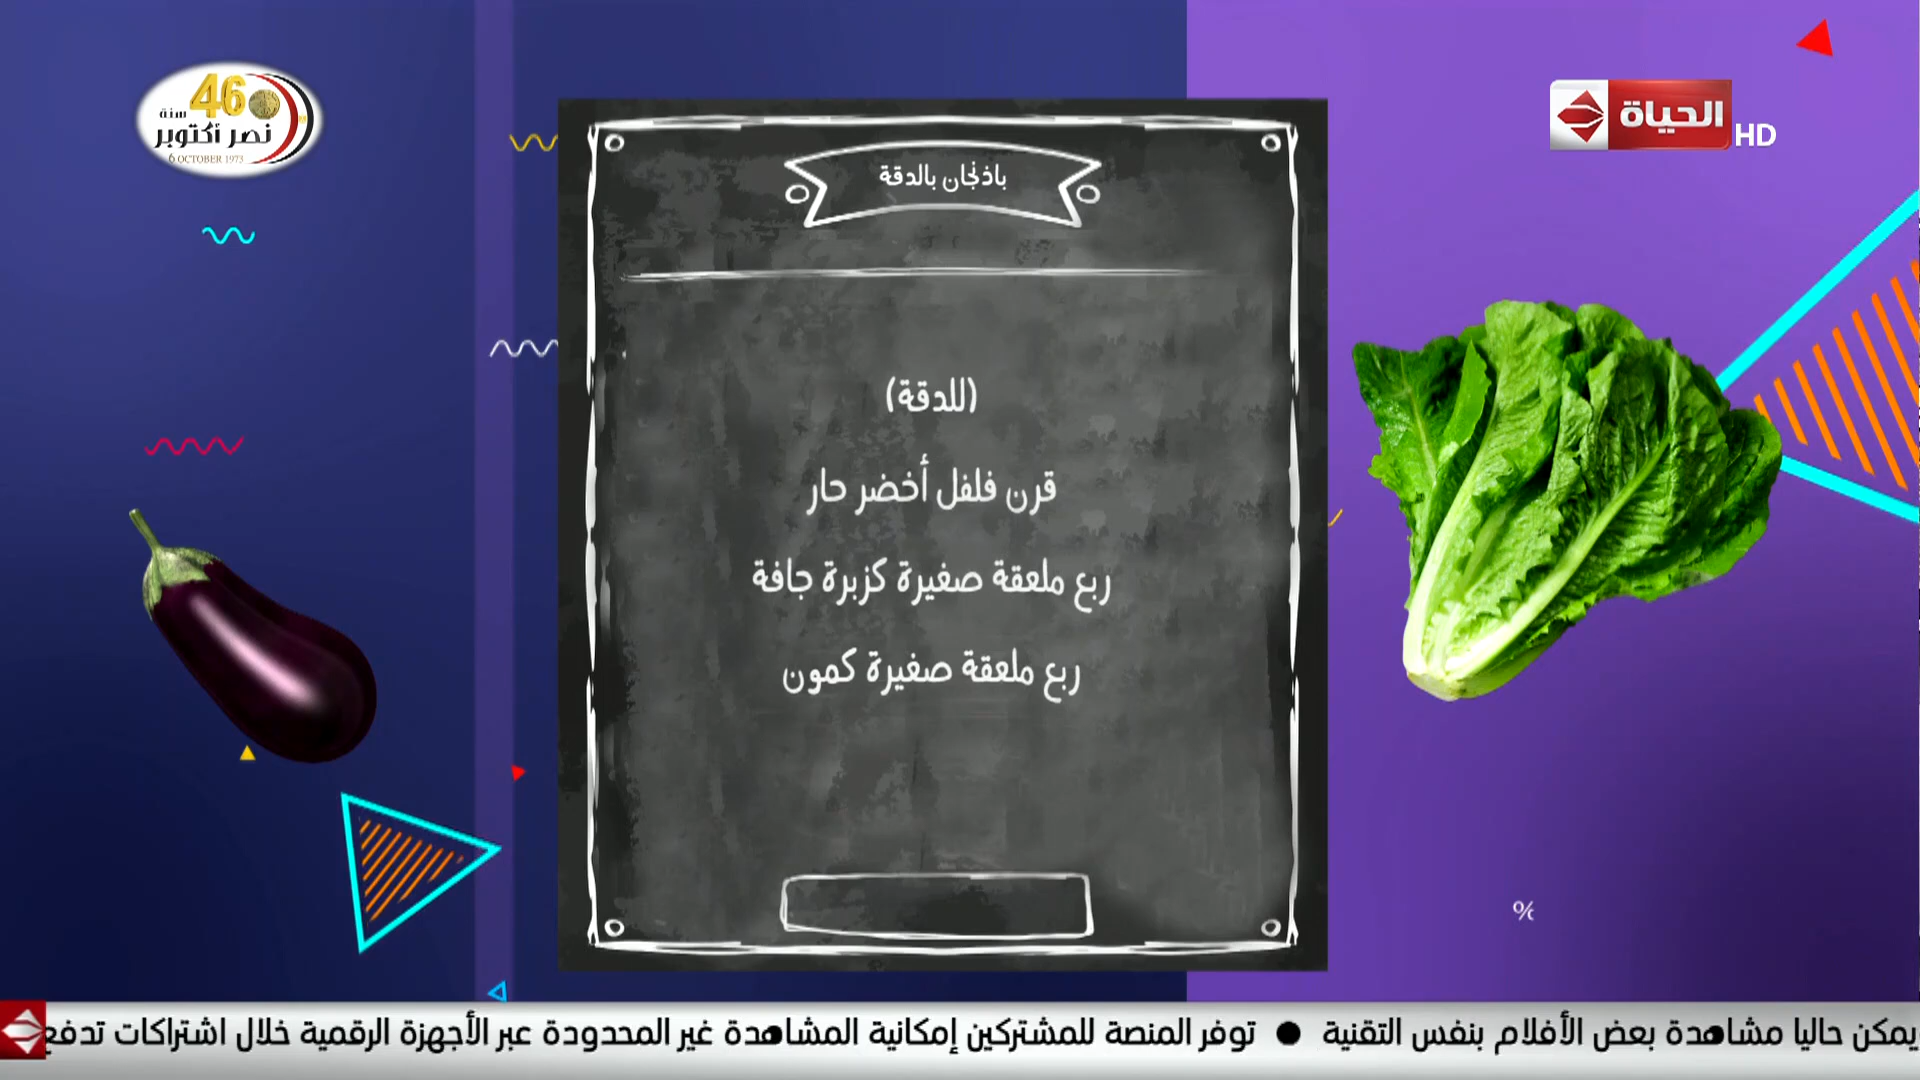 46
سنة
نصر أكتوبر
6 OCTOBER 1973
الحياة
HD
باذنجان بالدقة
(للدقة)
قرن فلفل أخضر حار
ربع ملعقة صغيرة كزبرة جافة
ربع ملعقة صغيرة كمون
%
يمكن حاليا مشاهدة بعض الأفلام بنفس التقنية ● توفر المنصة للمشتركين إمكانية المشاهدة غير المحدودة عبر الأجهزة الرقمية خلال اشتراكات تدفع